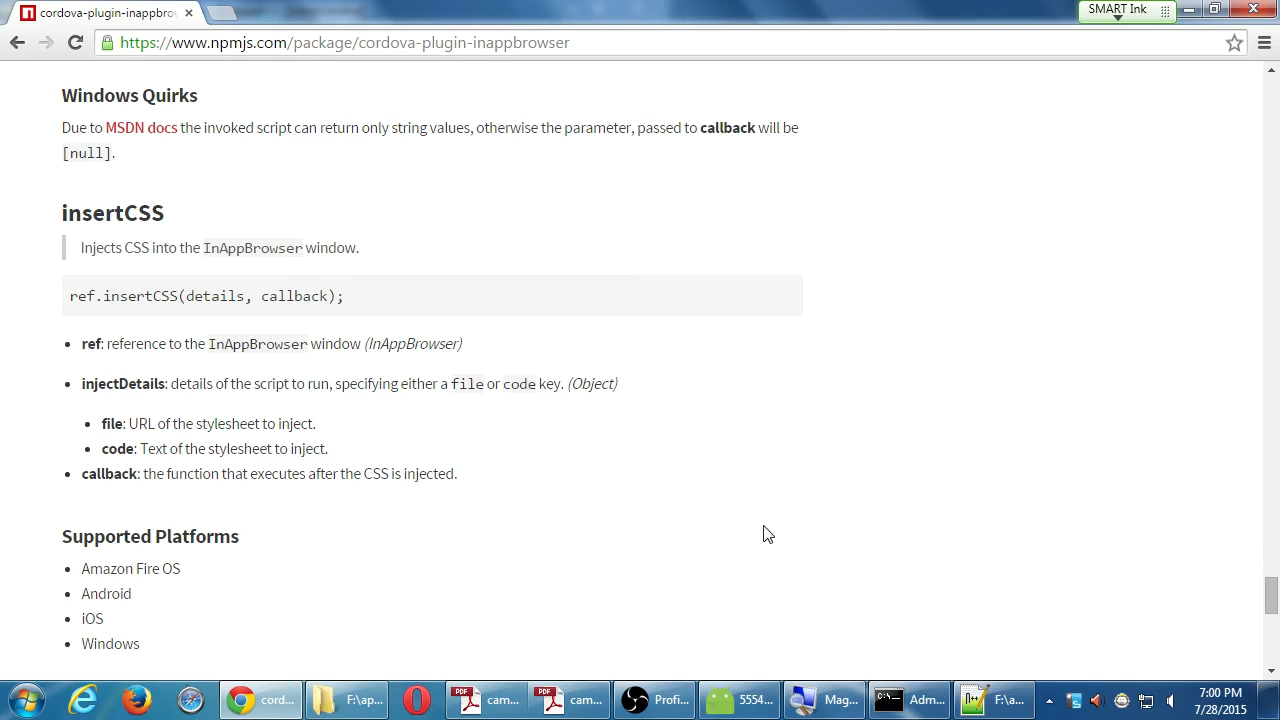 cordova-plugin-inappbrow
SMART Ink
https://www.npmjs.com/package/cordova-plugin-inappbrowser
Windows Quirks
Due to MSDN docs the invoked script can return only string values, otherwise the parameter, passed to callback will be
[null].
insertCSS
Injects CSS into the InAppBrowser window.
ref.insertCSS(details, callback);
ref: reference to the InAppBrowser window (InAppBrowser)
injectDetails: details of the script to run, specifying either a file or code key. (Object)
file: URL of the stylesheet to inject.
code: Text of the stylesheet to inject.
callback: the function that executes after the CSS is injected.
Supported Platforms
Amazon Fire OS
Android
iOS
Windows
cord... F:\ap... PDF cam... PDF cam... Profi... 5554... Mag... C:\ Adm... F:\a...
7:00 PM
7/28/2015